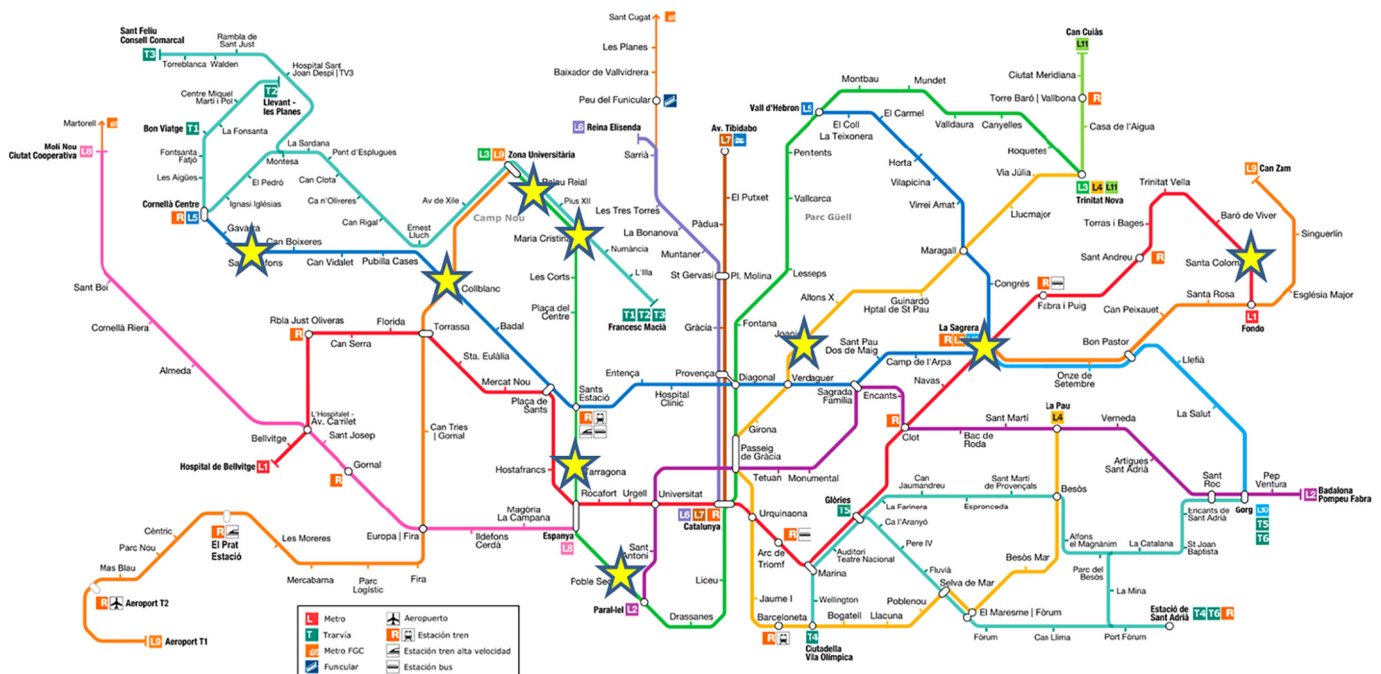 Sant Feliu
Consell Comarcal
T3
Rambla de
Sant Just
Torreblanca
Walden
Hospital Sant
Joan Despí | TV3
Centre Miquel
Martí i Pol
T2
Llevant -
les Planes
Bon Viatge
T1
La Fonsanta
Fontsanta
Fatjó
Les Aigües
La Sardana
Montesa
Pont d'Esplugues
El Pedró
Can Clota
Ignasi Iglésias
Can n'Oliveres
Can Rigal
Ernest
Lluch
Av de Xile
Martorell
Molí Nou
Ciutat Cooperativa
L8
Cornellà Centre
R L5
Can Boixeres
Can Vidalet
Pubilla Cases
Collblanc
Badal
L3 L9
Zona Universitària
Pius XII
Camp Nou
Maria Cristina
Numància
L'Illa
T1 T2 T3
Francesc Macià
Les Corts
Plaça del
Centre
Sant Boi
Cornellà Riera
Almeda
Rbla Just Oliveras
R
Florida
Can Serra
Torrassa
Sta. Eulàlia
Mercat Nou
Plaça de
Sants
Sants
Estació
R
L'Hospitalet -
Av. Carrilet
Bellvitge
Hospital de Bellvitge
L1
Sant Josep
Gornal
R
Can Tries
| Gornal
Hostafrancs
Tarragona
Rocafort
Urgell
Universitat
Magòria
La Campana
Ildefons
Cerdà
Espanya
L8
Europa | Fira
Fira
Parc
Logístic
Mercabarna
Les Moreres
R
El Prat
Estació
Cèntric
Parc Nou
Mas Blau
R
Aeroport T2
L9
Aeroport T1
Sant Cugat
Les Planes
Baixador de Vallvidrera
Peu del Funicular
L6
Reina Elisenda
Sarrià
Les Tres Torres
La Bonanova
Muntaner
St Gervasi
Gràcia
Provença
Av. Tibidabo
L7
El Putxet
Pàdua
Pl. Molina
Parc Güell
Vall d'Hebron
L5
Pentents
Vallcarca
Lesseps
Fontana
Diagonal
Entença
Hospital
Clínic
Girona
Passeig
de Gràcia
Tetuan
Monumental
L6 L7 R
Catalunya
Urquinaona
Arc de
Triomf
R
Sant
Antoni
Paral·lel
L2
Drassanes
Liceu
Jaume I
Barceloneta
R
T4
Ciutadella
Vila Olímpica
Montbau
Mundet
Valldaura
Canyelles
Hoquetes
El Coll
La Teixonera
El Carmel
Horta
Vilapicina
Virrei Amat
Maragall
Congrés
Via Júlia
Llucmajor
Allons X
Guinardó
Hptal de St Pau
Verdaguer
Sant Pau
Dos de Maig
Sagrada
Família
Camp de l'Arpa
Encants
Can Cuiàs
L11
Ciutat Meridiana
Torre Baró | Vallbona
R
Casa de l'Aigua
L3 L4 L11
Trinitat Nova
Trinitat Vella
Torras i Bages
Sant Andreu
R
Baró de Viver
L9
Can Zam
Singuerlín
Església Major
Santa Rosa
L1
Fondo
R
Fabra i Puig
La Sagrera
Can Peixauet
Bon Pastor
Onze de
Setembre
Llefià
La Salut
Navas
R
Clot
La Pau
L4
Sant Martí
Bac de
Roda
Verneda
Artigues
Sant Adrià
Sant
Roc
Pep
Ventura
Gorg
T5
T6
L2
Badalona
Pompeu Fabra
Besòs
Glòries
T5
Can
Jaumandreu
Sant Martí
de Provençals
La Farinera
Espronceda
Ca l'Aranyó
Auditori
Teatre Nacional
Pere IV
Fluvià
Marina
Wellington
Bogatell
Llacuna
Poblenou
Selva de Mar
Besòs Mar
El Maresme | Fòrum
Fòrum
Can Llima
Port Fòrum
La Mina
Parc del
Besòs
Alfons
el Magnànim
La Catalana
Encants de
Sant Adrià
St Joan
Baptista
Estació de
Sant Adrià
T4 T6 R
L Metro
T Travía
Metro FGC
Funicular
Aeropuerto
R Estación tren
Estación tren alta velocidad
Estación bus